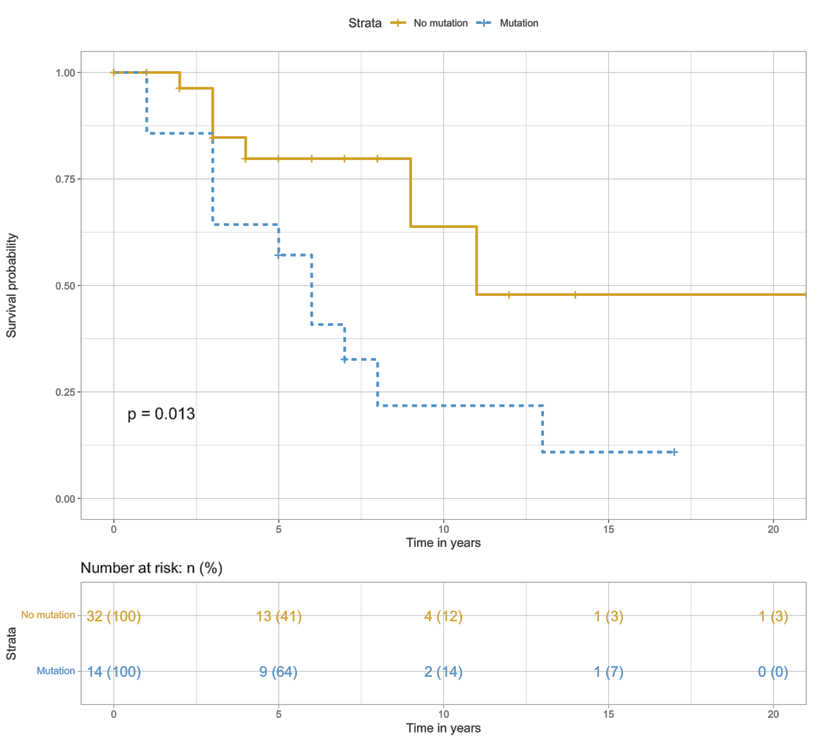 Strata No mutation Mutation
Survival probability
1.00
0.75
0.50
0.25
0.00
p = 0.013
0 5 10 15 20
Time in years
Number at risk: n (%)
Strata
No mutation 32 (100) 13 (41) 4 (12) 1 (3) 1 (3)
Mutation 14 (100) 9 (64) 2 (14) 1 (7) 0 (0)
0 5 10 15 20
Time in years